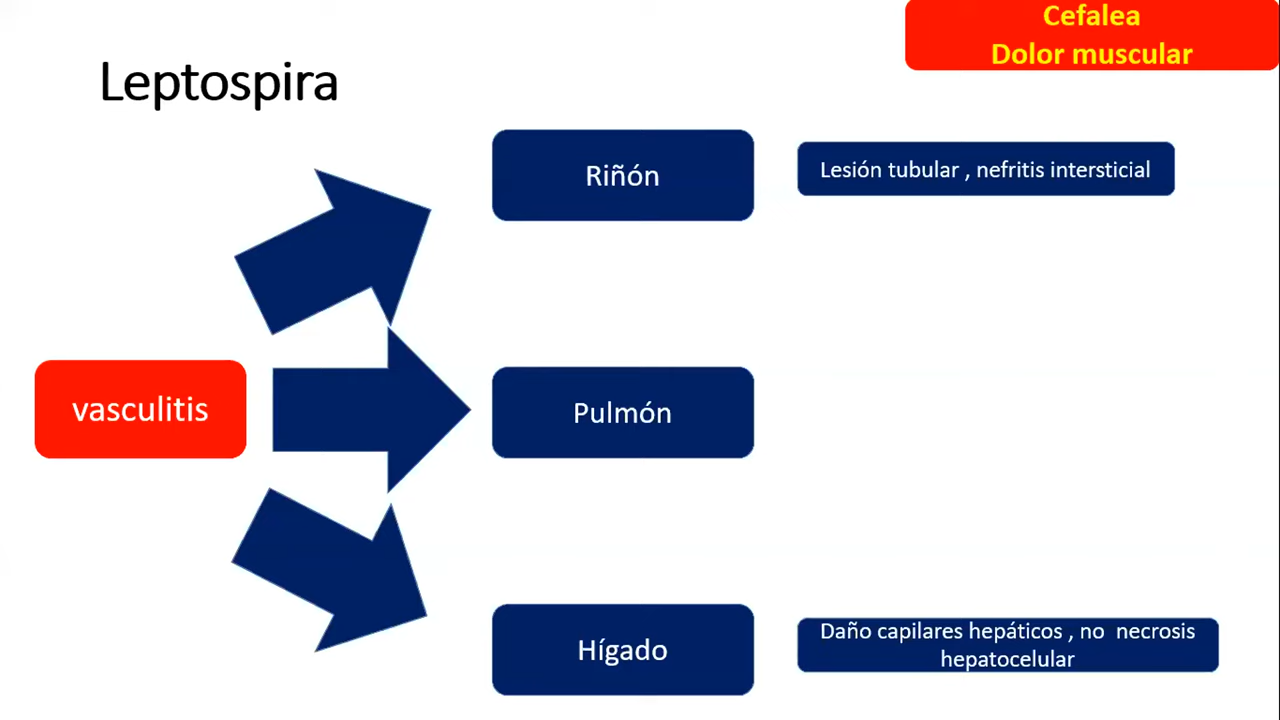 Cefalea
Dolor muscular
Leptospira
Riñón
Lesión tubular , nefritis intersticial
vasculitis
Pulmón
Hígado
Daño capilares hepáticos , no necrosis
hepatocelular